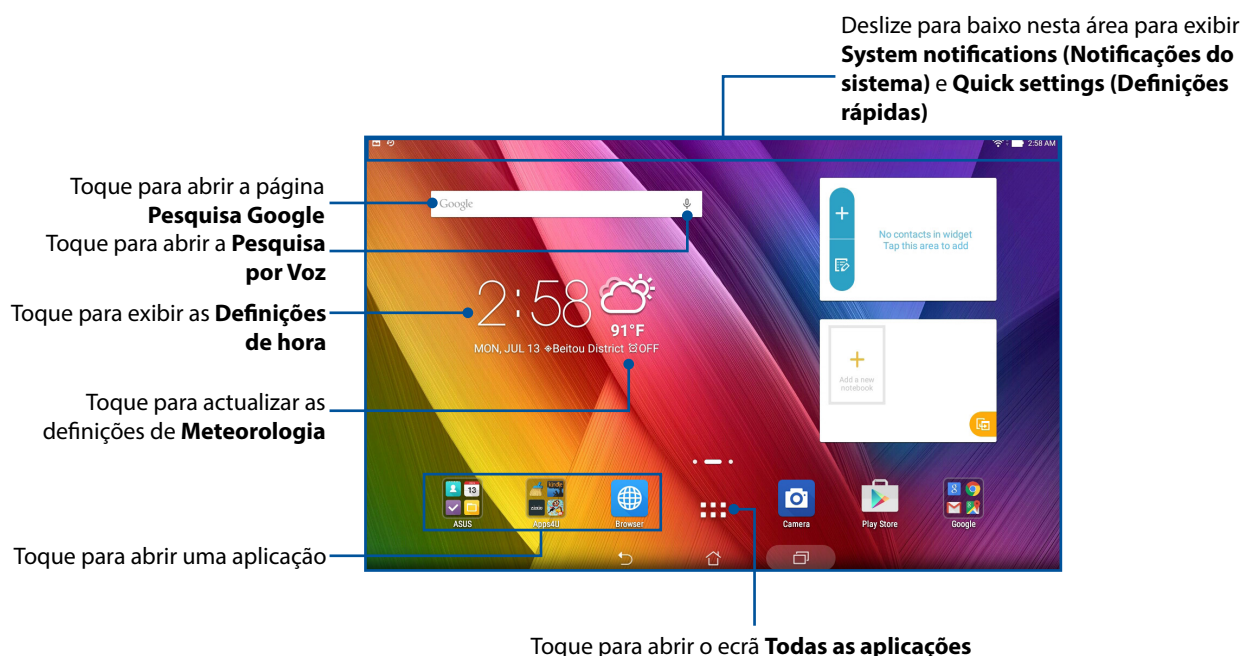 Deslize para baixo nesta área para exibir
System notifications (Notificações do
sistema) e Quick settings (Definições
rápidas)
2:58 AM
Toque para abrir a página
Pesquisa Google
Toque para abrir a Pesquisa
por Voz
Google
No contacts in widget
Tap this area to add
Toque para exibir as Definições
de hora
2:58
91°F
MON, JUL 13 Beitou District OFF
Add a new
notebook
Toque para actualizar as
definições de Meteorologia
13
kindle
8
ASUS
Apps4U
Browser
Camera
Play Store
Google
Toque para abrir uma aplicação
Toque para abrir o ecrã Todas as aplicações